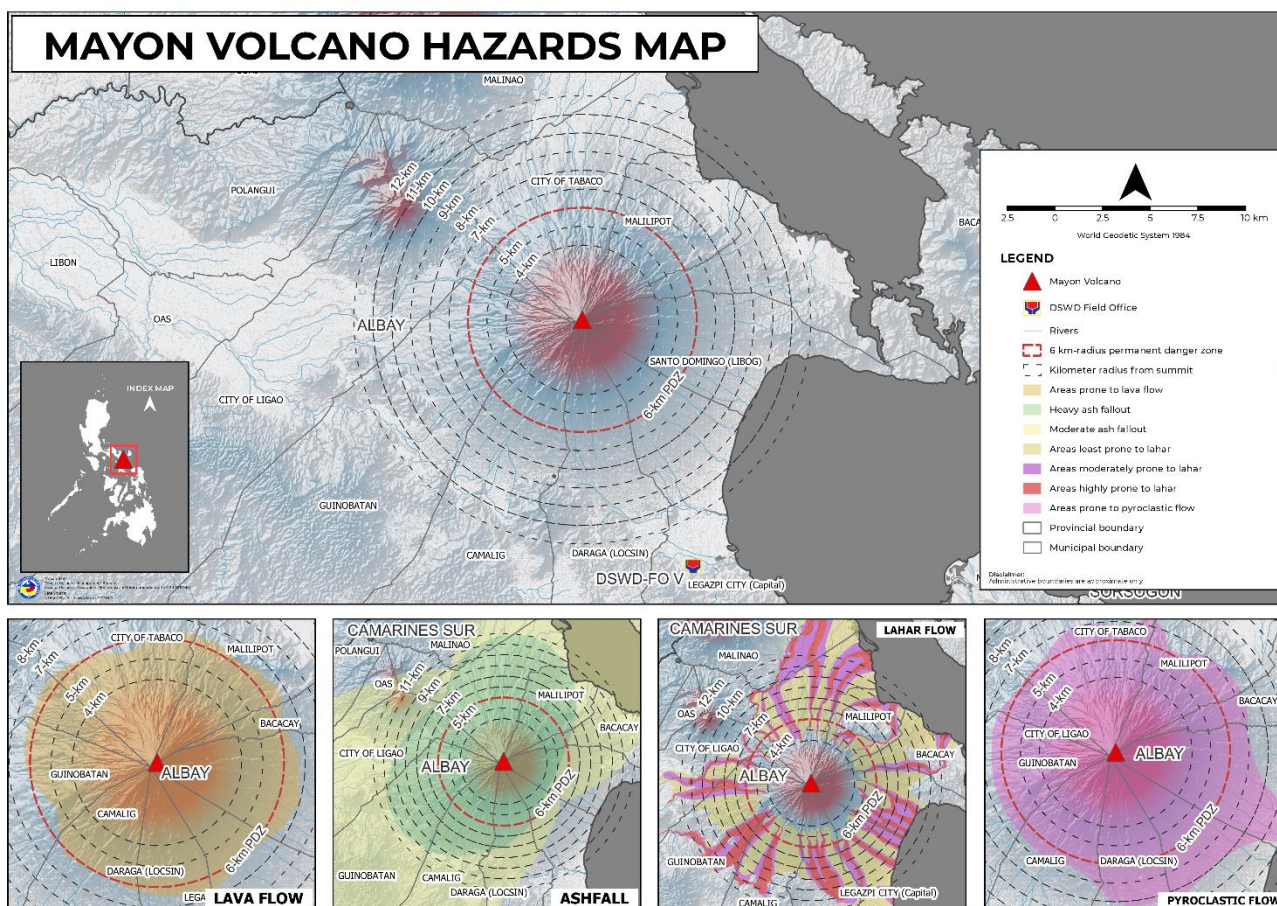 MAYON VOLCANO HAZARDS MAP
MALINAO
POLANGUI
LIBON
OAS
ALBAY
CITY OF LIGAO
GUINOBATAN
CAMALIG
DARAGA (LOCSIN)
DSWD-FO V
LEGAZPI CITY (Capital)
CITY OF TABACO
MALILIPOT
SANTO DOMINGO (LIBOG)
12-km
11-km
10-km
9-km
8-km
7-km
5-km
4-km
6-km PDZ
INDEX MAP
2.5 0 2.5 5 7.5 10 km
World Geodetic System 1984
LEGEND
Mayon Volcano
DSWD Field Office
Rivers
6 km-radius permanent danger zone
Kilometer radius from summit
Areas prone to lava flow
Heavy ash fallout
Moderate ash fallout
Areas least prone to lahar
Areas moderately prone to lahar
Areas highly prone to lahar
Areas prone to pyroclastic flow
Provincial boundary
Municipal boundary
Disclaimer:
Administrative boundaries are approximate only
SORSOGON
CITY OF TABACO
MALILIPOT
8-km
7-km
5-km
4-km
BACACAY
GUINOBATAN
ALBAY
CAMALIG
DARAGA (LOCSIN)
6-km PDZ
LEGA
LAVA FLOW
CAMARINES SUR
POLANGUI
MALINAO
OAS
11-km
9-km
7-km
5-km
MALILIPOT
BACACAY
CITY OF LIGAO
ALBAY
6-km PDZ
GUINOBATAN
CAMALIG
DARAGA (LOCSIN)
ASHFALL
CAMARINES SUR
LAHAR FLOW
MALINAO
OAS
12-km
10-km
7-km
4-km
MALILIPOT
BACACAY
CITY OF LIGAO
ALBAY
6-km PDZ
GUINOBATAN
CAMALIG
LEGAZPI CITY (Capital)
CITY OF TABACO
8-km
7-km
5-km
4-km
MALILIPOT
BACACAY
CITY OF LIGAO
GUINOBATAN
ALBAY
6-km PDZ
CAMALIG
DARAGA (LOCSIN)
PYROCLASTIC FLOW